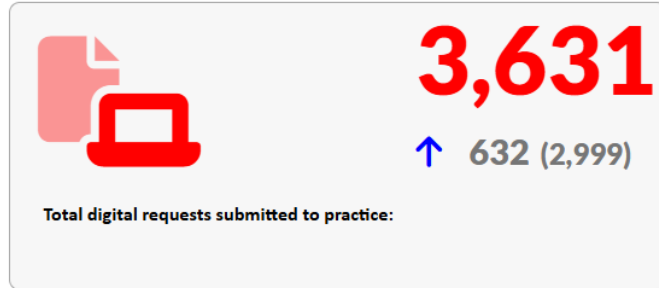 3,631
↑ 632 (2,999)
Total digital requests submitted to practice: